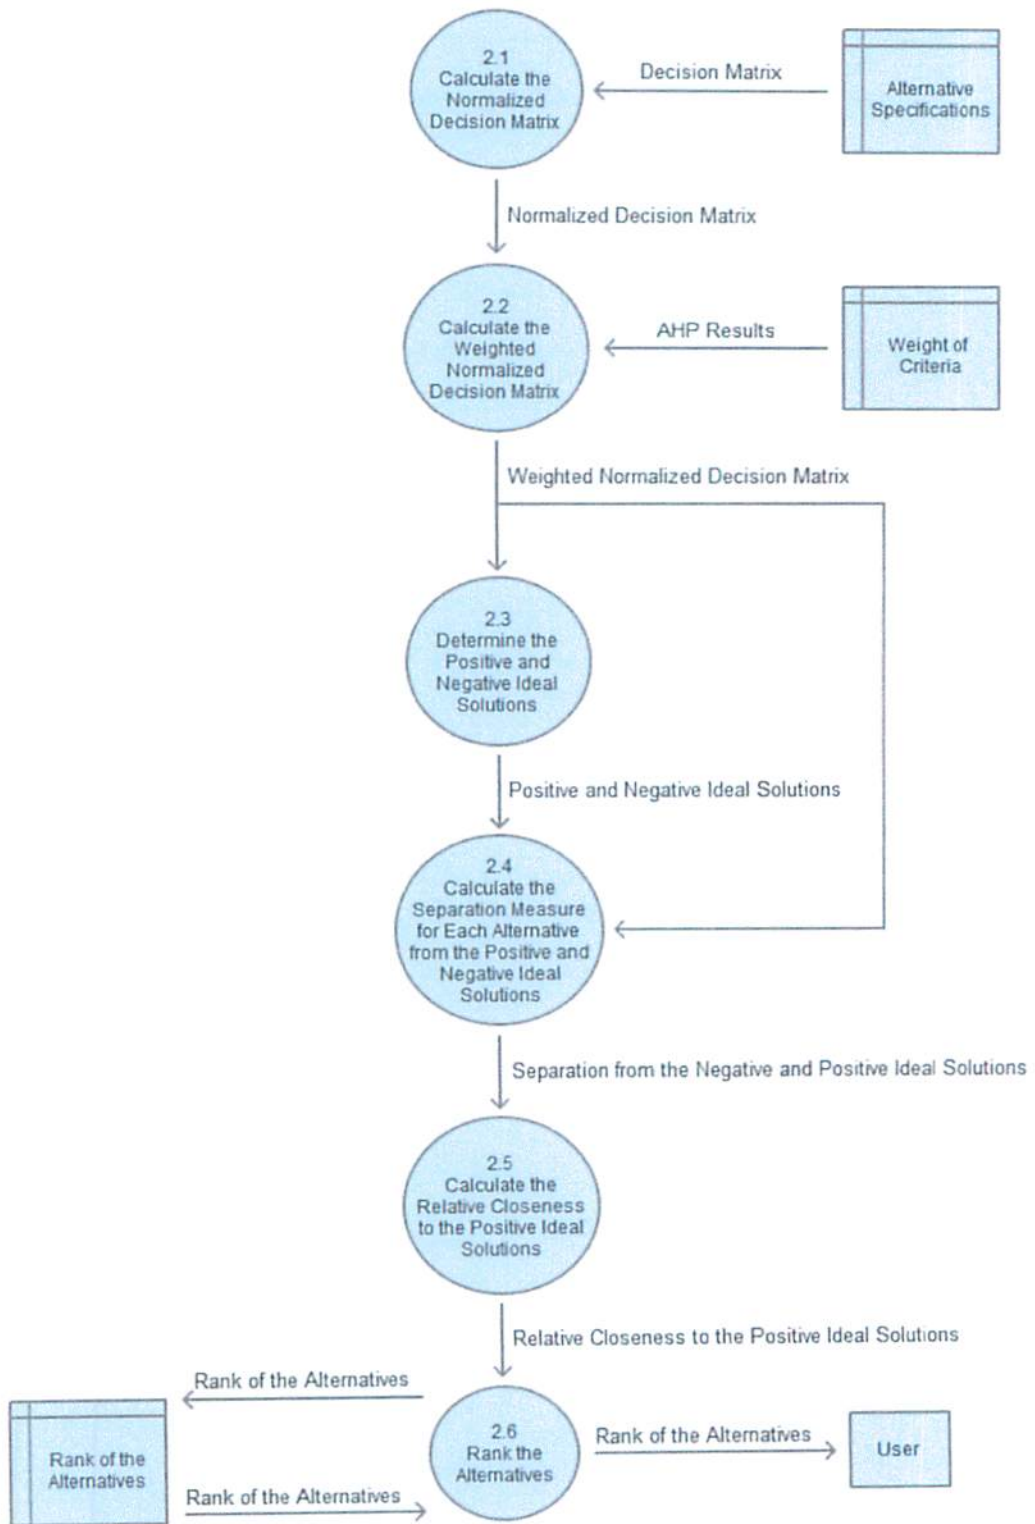 2.1
Calculate the
Normalized
Decision Matrix
Decision Matrix
Alternative
Specifications
Normalized Decision Matrix
2.2
Calculate the
Weighted
Normalized
Decision Matrix
AHP Results
Weight of
Criteria
Weighted Normalized Decision Matrix
2.3
Determine the
Positive and
Negative Ideal
Solutions
Positive and Negative Ideal Solutions
2.4
Calculate the
Separation Measure
for Each Alternative
from the Positive and
Negative Ideal
Solutions
Separation from the Negative and Positive Ideal Solutions
2.5
Calculate the
Relative Closeness
to the Positive Ideal
Solutions
Relative Closeness to the Positive Ideal Solutions
Rank of the Alternatives
Rank of the
Alternatives
Rank of the Alternatives
2.6
Rank the
Alternatives
Rank of the Alternatives
User